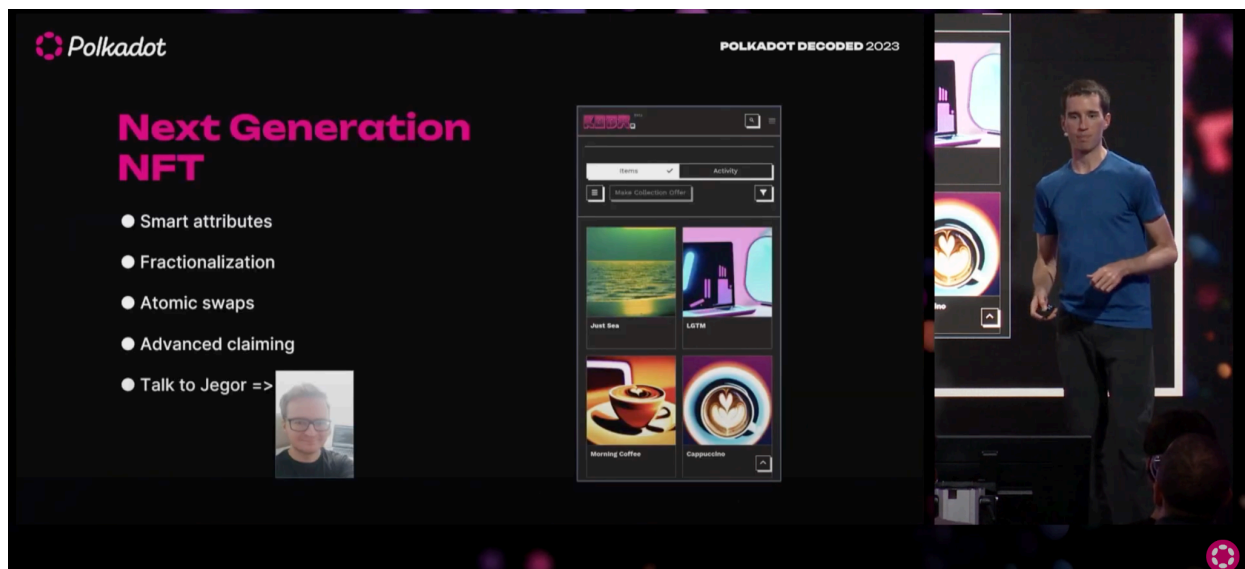 Polkadot
POLKADOT DECODED 2023
Next Generation
NFT
● Smart attributes
● Fractionalization
● Atomic swaps
● Advanced claiming
● Talk to Jegor =>
Items
Activity
Make Collection Offer
Just Sea
LGTM
Morning Coffee
Cappuccino
ino